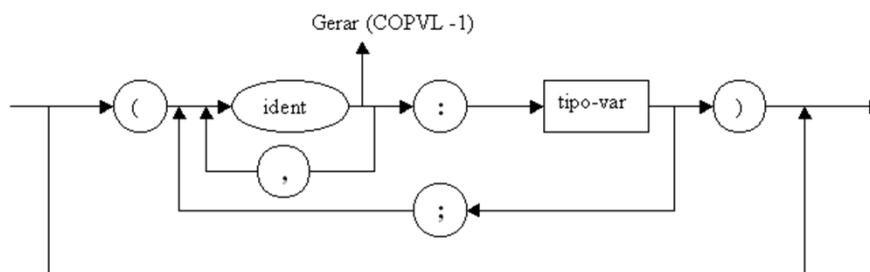 Gerar (COPVL -1)
( ident : tipo-var )
,
;